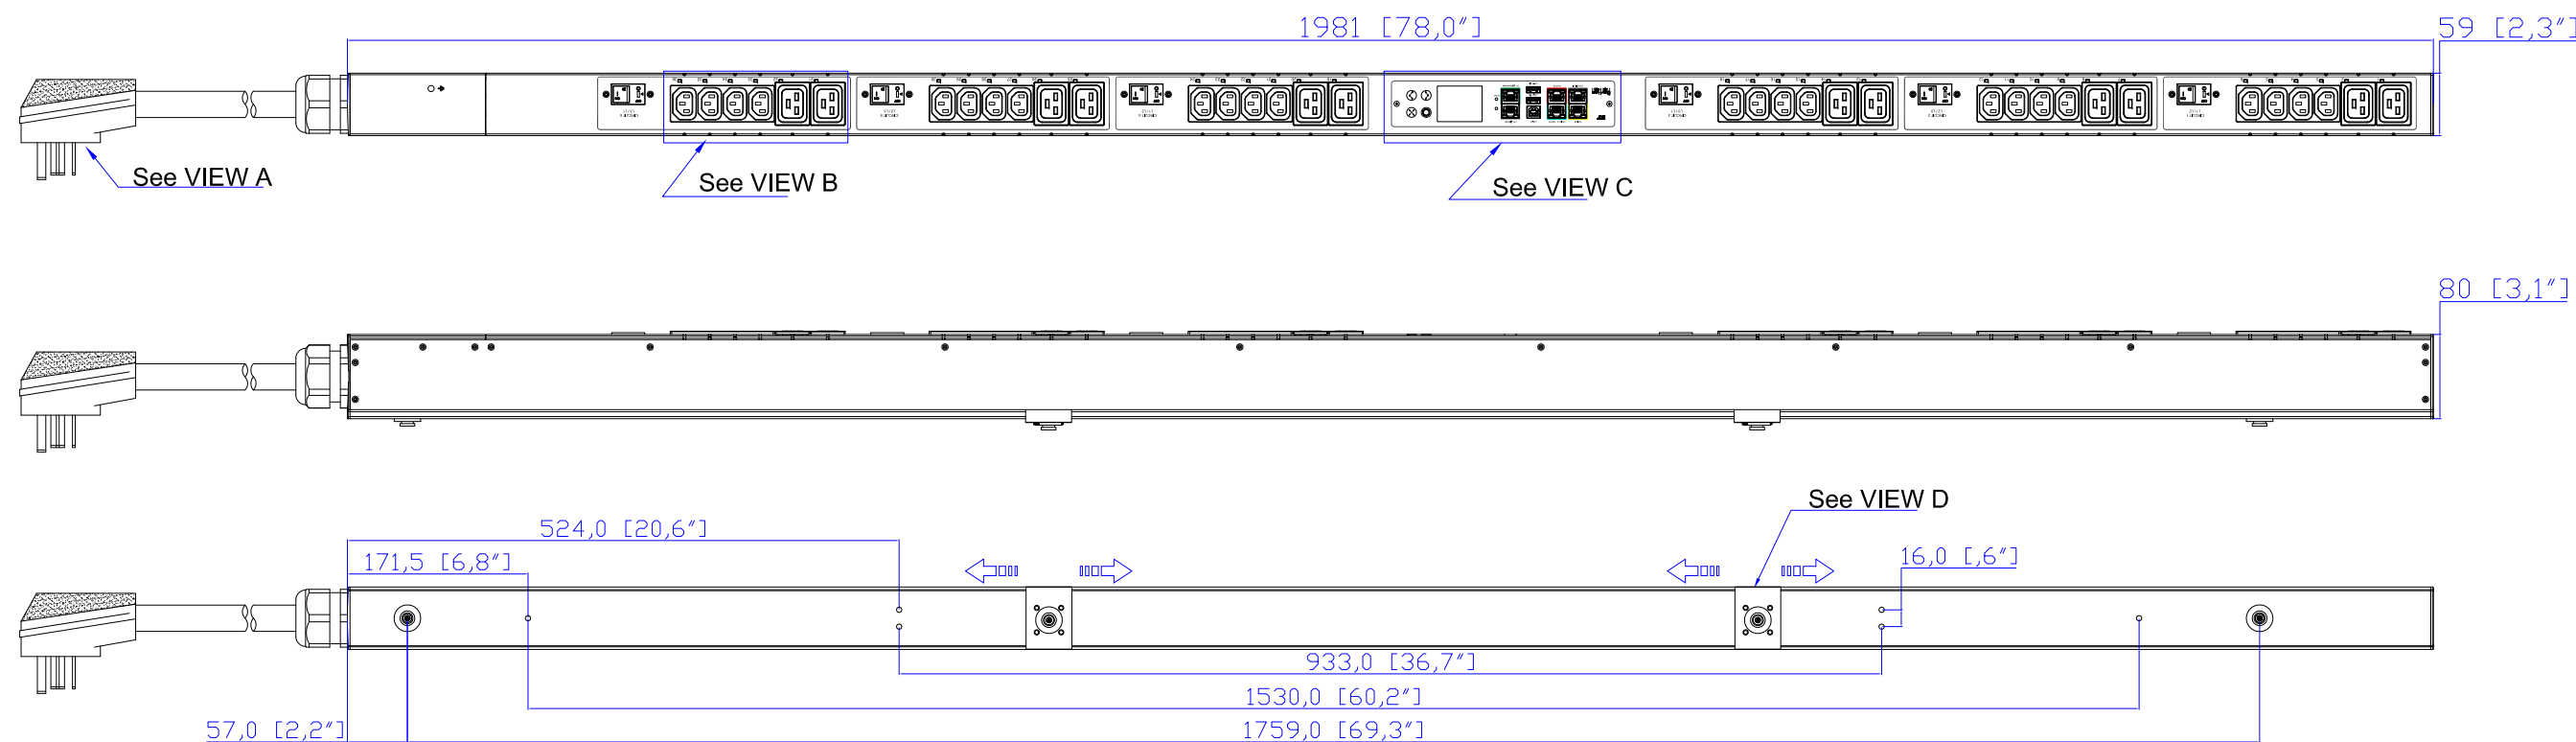 1981 [78,0"]
59 [2,3"]
See VIEW A
See VIEW B
See VIEW C
80 [3,1"]
See VIEW D
524,0 [20,6"]
171,5 [6,8"]
16,0 [,6"]
933,0 [36,7"]
1530,0 [60,2"]
57,0 [2,2"]
1759,0 [69,3"]